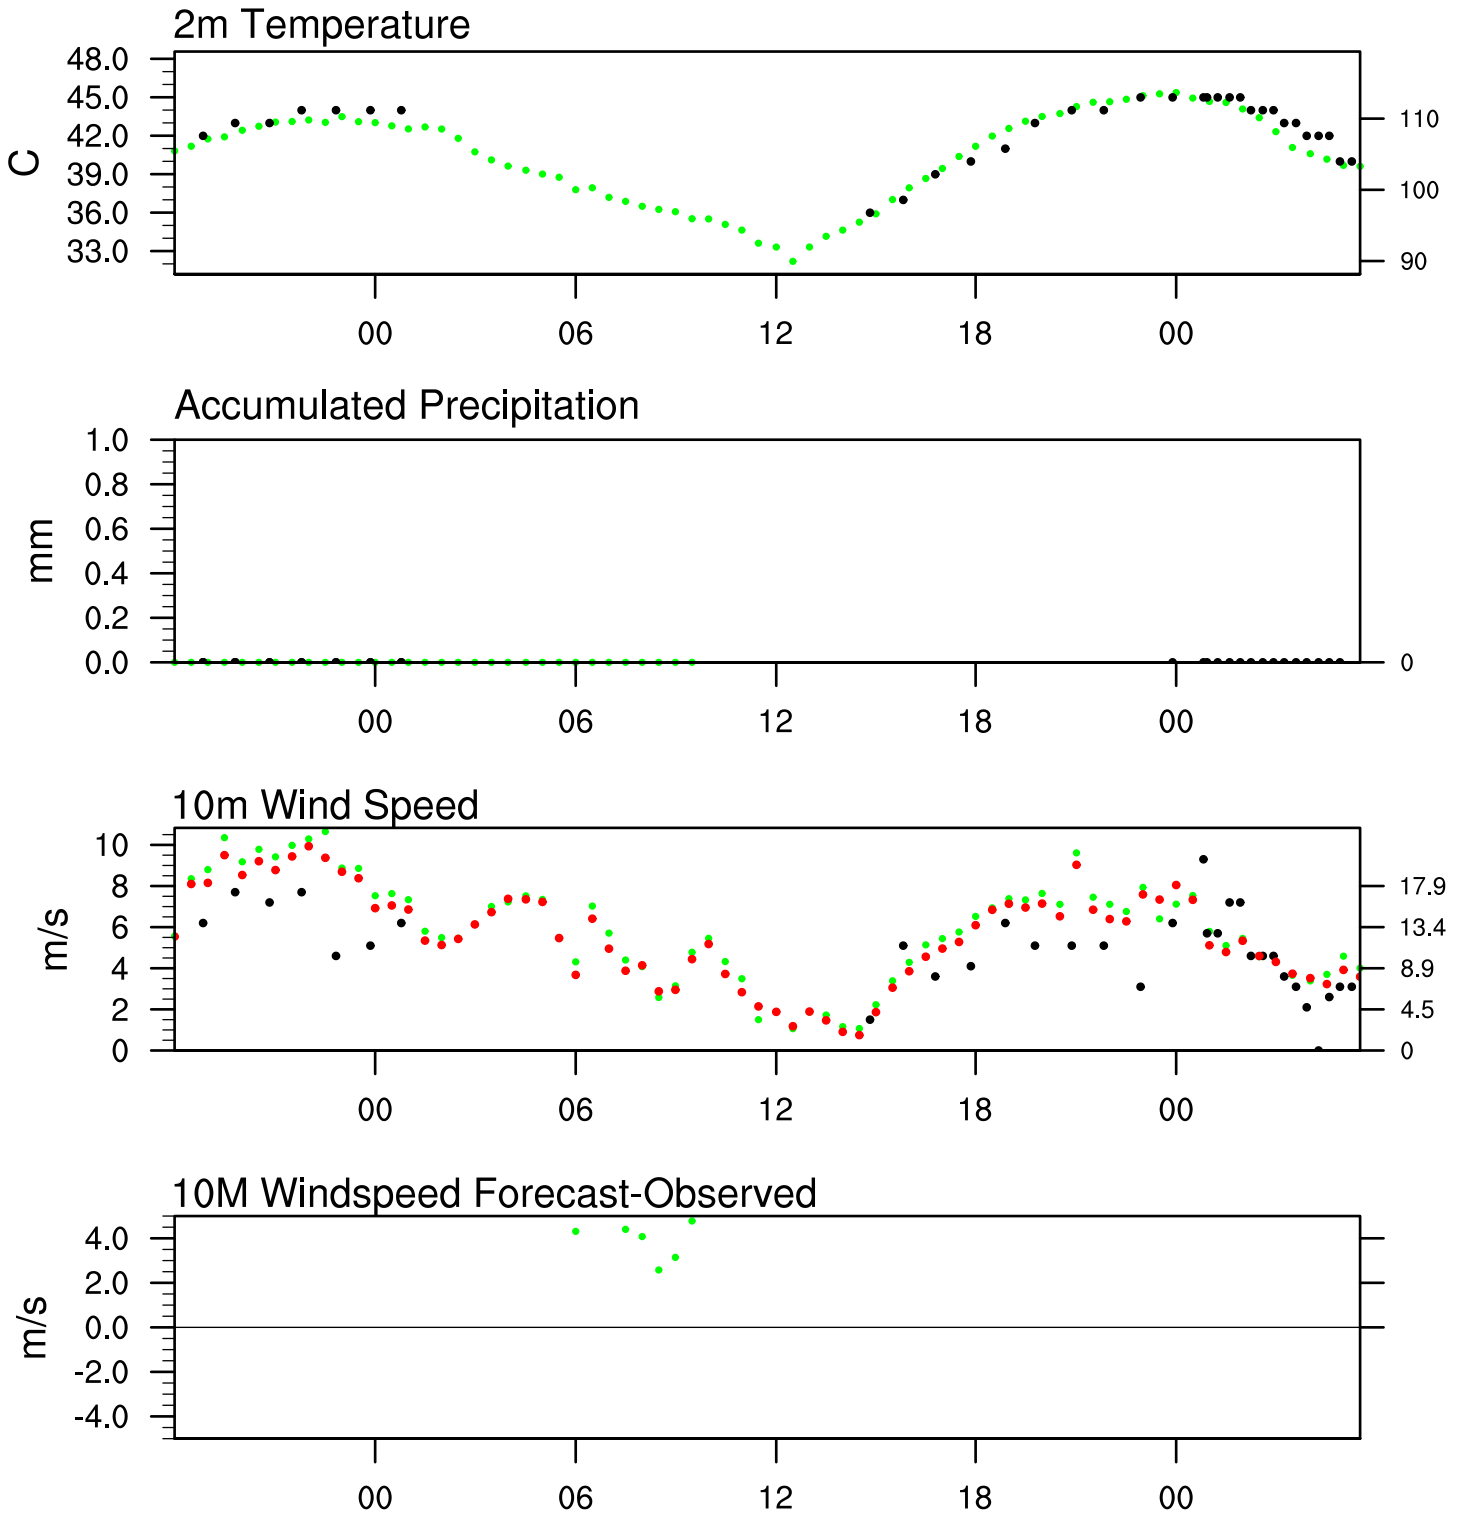 2m Temperature
48.0
45.0
42.0
39.0
36.0
33.0
C
110
100
90
00 06 12 18 00
Accumulated Precipitation
1.0
0.8
0.6
0.4
0.2
0.0
mm
0
00 06 12 18 00
10m Wind Speed
10
8
6
4
2
0
m/s
17.9
13.4
8.9
4.5
0
00 06 12 18 00
10M Windspeed Forecast-Observed
4.0
2.0
0.0
-2.0
-4.0
m/s
00 06 12 18 00